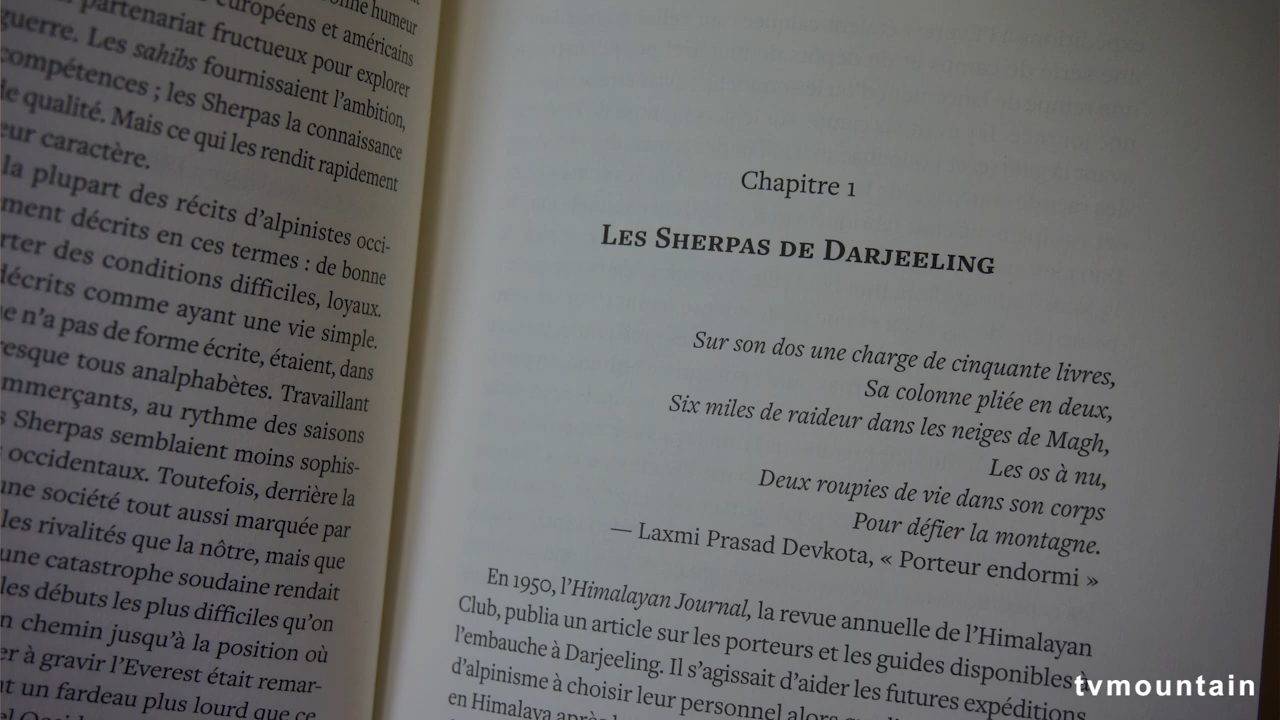 onne humeur
européens et américains
partenariat fructueux pour explorer
guerre. Les sahibs fournissaient l'ambition,
compétences ; les Sherpas la connaissance
de qualité. Mais ce qui les rendit rapidement
eur caractère.
la plupart des récits d'alpinistes occi-
ment décrits en ces termes : de bonne
rter des conditions difficiles, loyaux.
décrits comme ayant une vie simple.
n'a pas de forme écrite, étaient, dans
resque tous analphabètes. Travaillant
mmerçants, au rythme des saisons
s Sherpas semblaient moins sophis-
occidentaux. Toutefois, derrière la
une société tout aussi marquée par
les rivalités que la nôtre, mais que
une catastrophe soudaine rendait
les débuts les plus difficiles qu'on
n chemin jusqu'à la position où
er à gravir l'Everest était remar-
t un fardeau plus lourd que ce
Chapitre 1
Les Sherpas de Darjeeling
Sur son dos une charge de cinquante livres,
Sa colonne pliée en deux,
Six miles de raideur dans les neiges de Magh,
Les os à nu,
Deux roupies de vie dans son corps
Pour défier la montagne.
— Laxmi Prasad Devkota, « Porteur endormi »
En 1950, l'Himalayan Journal, la revue annuelle de l'Himalayan
Club, publia un article sur les porteurs et les guides disponibles à
l'embauche à Darjeeling. Il s'agissait d'aider les futures expéditions
d'alpinisme à choisir leur personnel alors
en Himalaya après
tvmountain